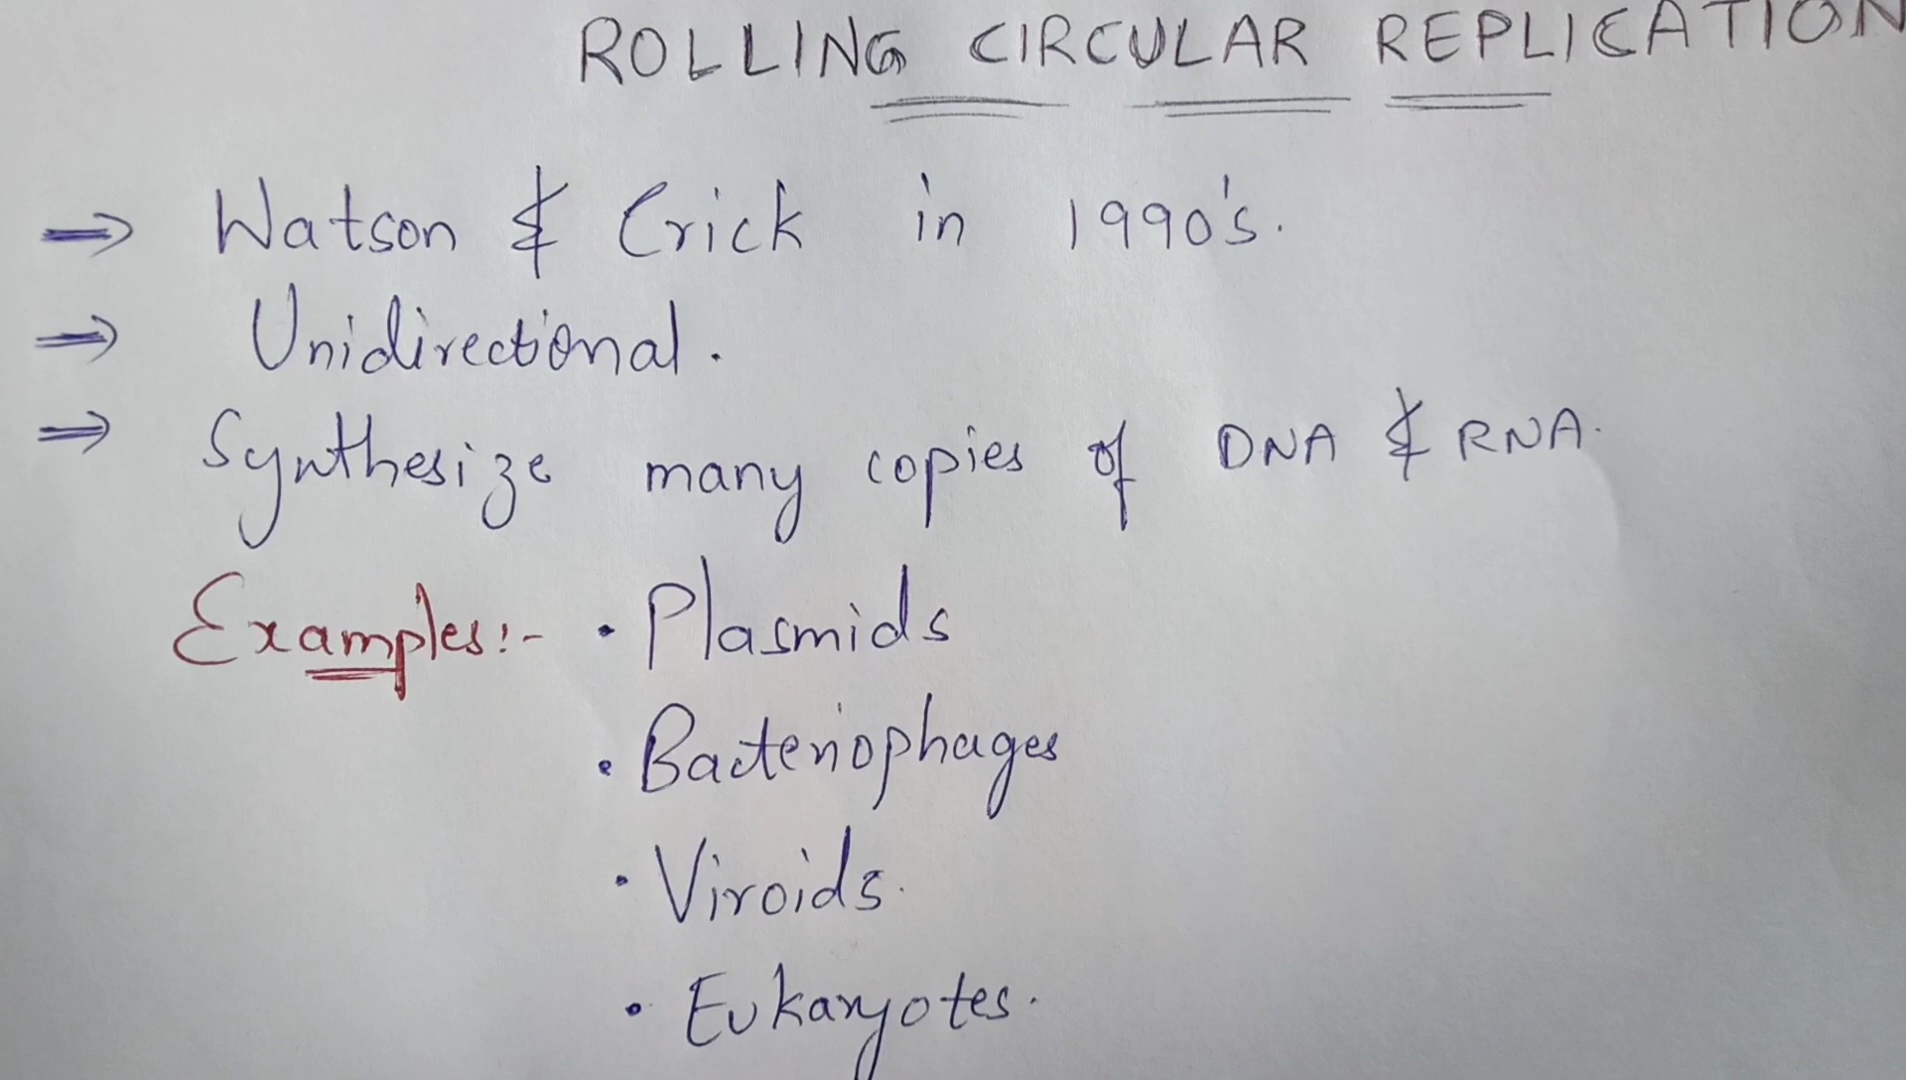 ROLLING CIRCULAR REPLICATION
⇒ Watson & Crick in 1990's.
⇒ Unidirectional.
⇒ Synthesize many copies of DNA & RNA.
Examples:- • Plasmids
• Bacteriophages
• Viroids.
• Eukaryotes.